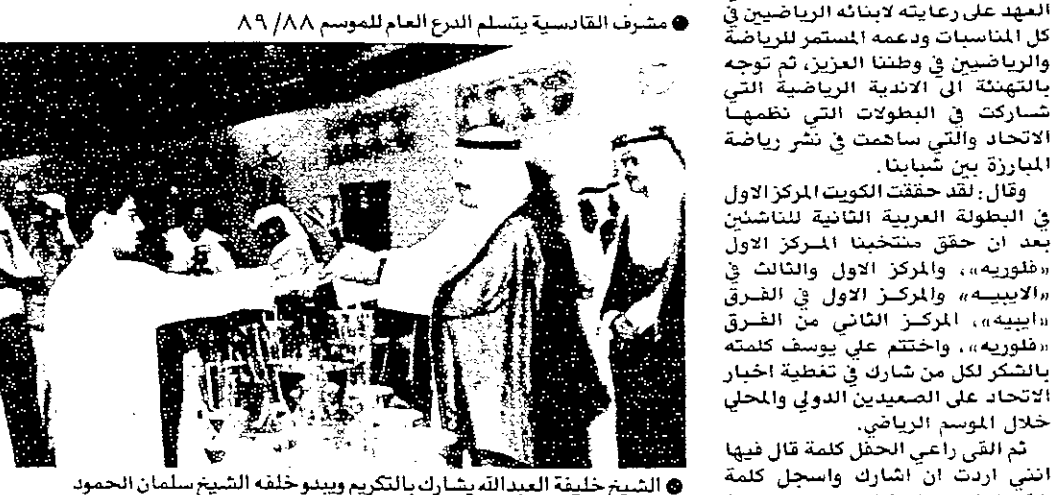 العهد على رعايته لابنائه الرياضيين في
كل المناسبات ودعمه المستمر للرياضة
والرياضيين في وطننا العزيز، ثم توجه
بالتهنئة الى الاندية الرياضية التي
شاركت في البطولات التي نظمها
الاتحاد والتي ساهمت في نشر رياضة
المبارزة بين شبابنا.
وقال: لقد حققت الكويت المركز الاول
في البطولة العربية الثانية للناشئين
بعد ان حقق منتخبنا المركز الاول
«فلوريه»، والمركز الاول والثالث في
«الايبيه» والمركز الاول في الفرق
«ايبيه»، المركز الثاني من الفرق
«فلوريه»، واختتم علي يوسف كلمته
بالشكر لكل من شارك في تغطية اخبار
الاتحاد على الصعيدين الدولي والمحلي
خلال الموسم الرياضي.
ثم القى راعي الحفل كلمة قال فيها
انني اردت ان اشارك واسجل كلمة
● مشرف القادسية يتسلم الدرع العام للموسم ٨٨/ ٨٩
● الشيخ خليفة العبدالله يشارك بالتكريم ويبدو خلفه الشيخ سلمان الحمود